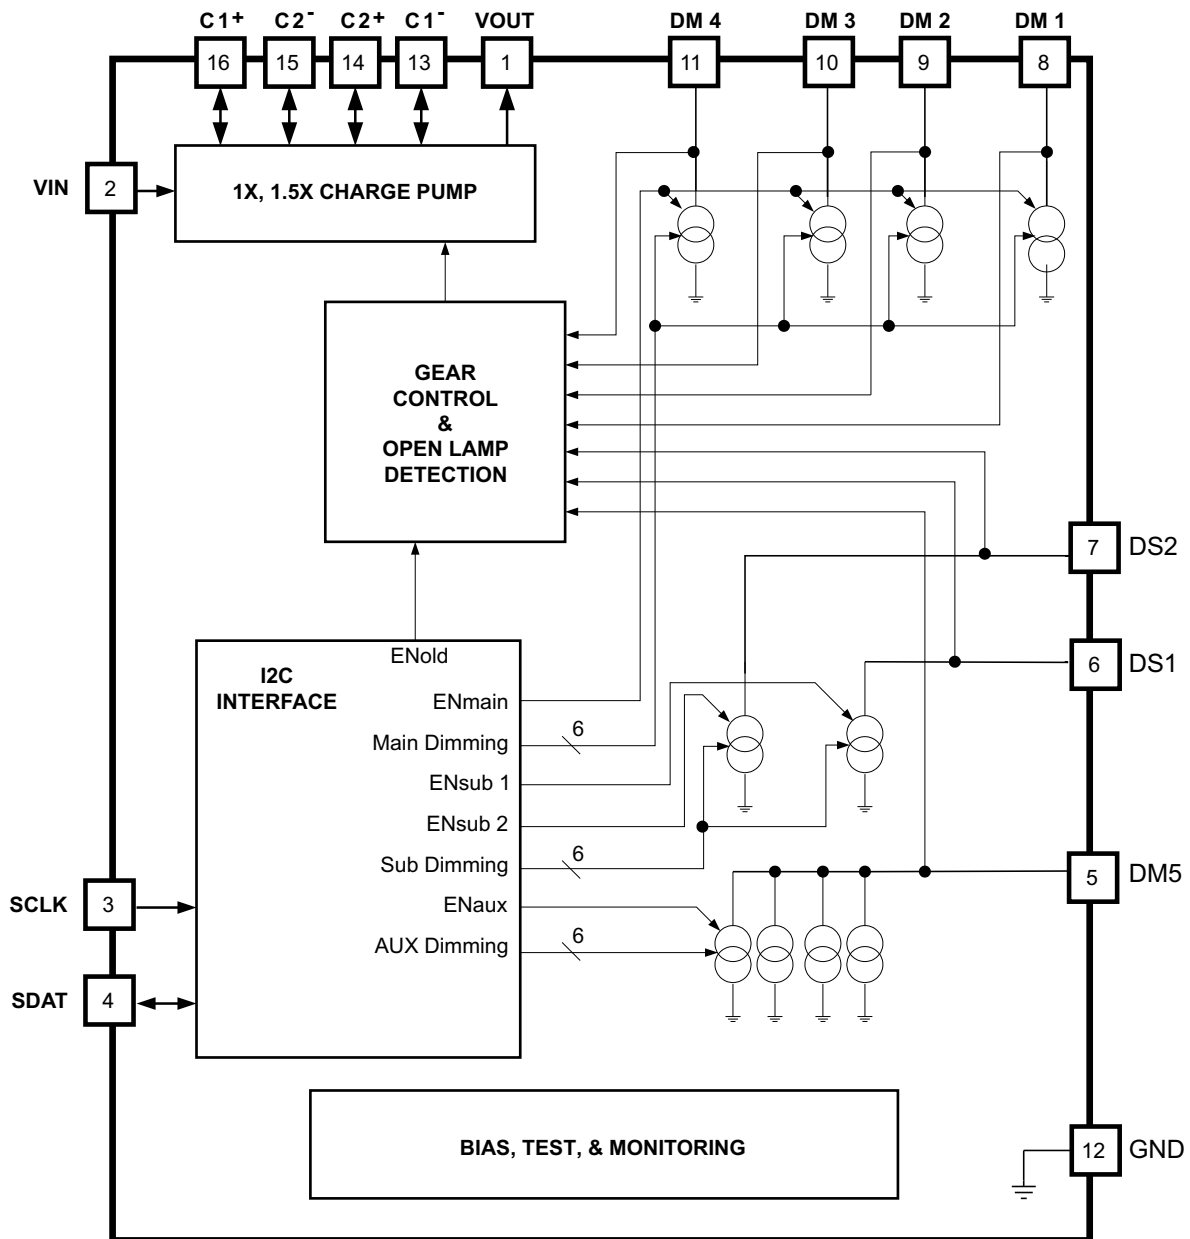 C1+ C2- C2+ C1- VOUT DM 4 DM 3 DM 2 DM 1
16 15 14 13 1 11 10 9 8
VIN 2
1X, 1.5X CHARGE PUMP
GEAR
CONTROL
&
OPEN LAMP
DETECTION
7 DS2
6 DS1
ENold
I2C
INTERFACE
ENmain
Main Dimming 6
ENsub 1
ENsub 2
Sub Dimming 6
5 DM5
SCLK 3
ENaux
AUX Dimming 6
SDAT 4
BIAS, TEST, & MONITORING
12 GND